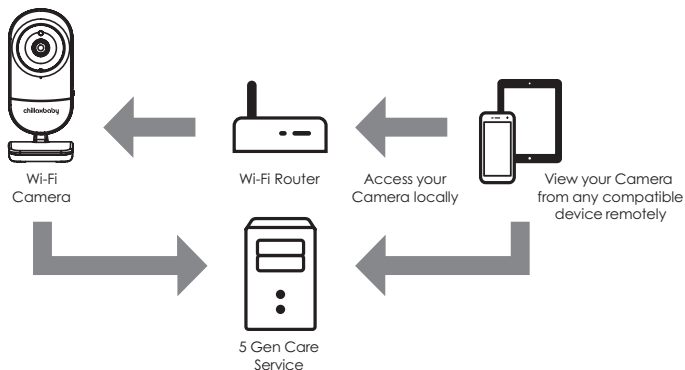 chillaxbaby
Wi-Fi
Camera
Wi-Fi Router
Access your
Camera locally
View your Camera
from any compatible
device remotely
5 Gen Care
Service